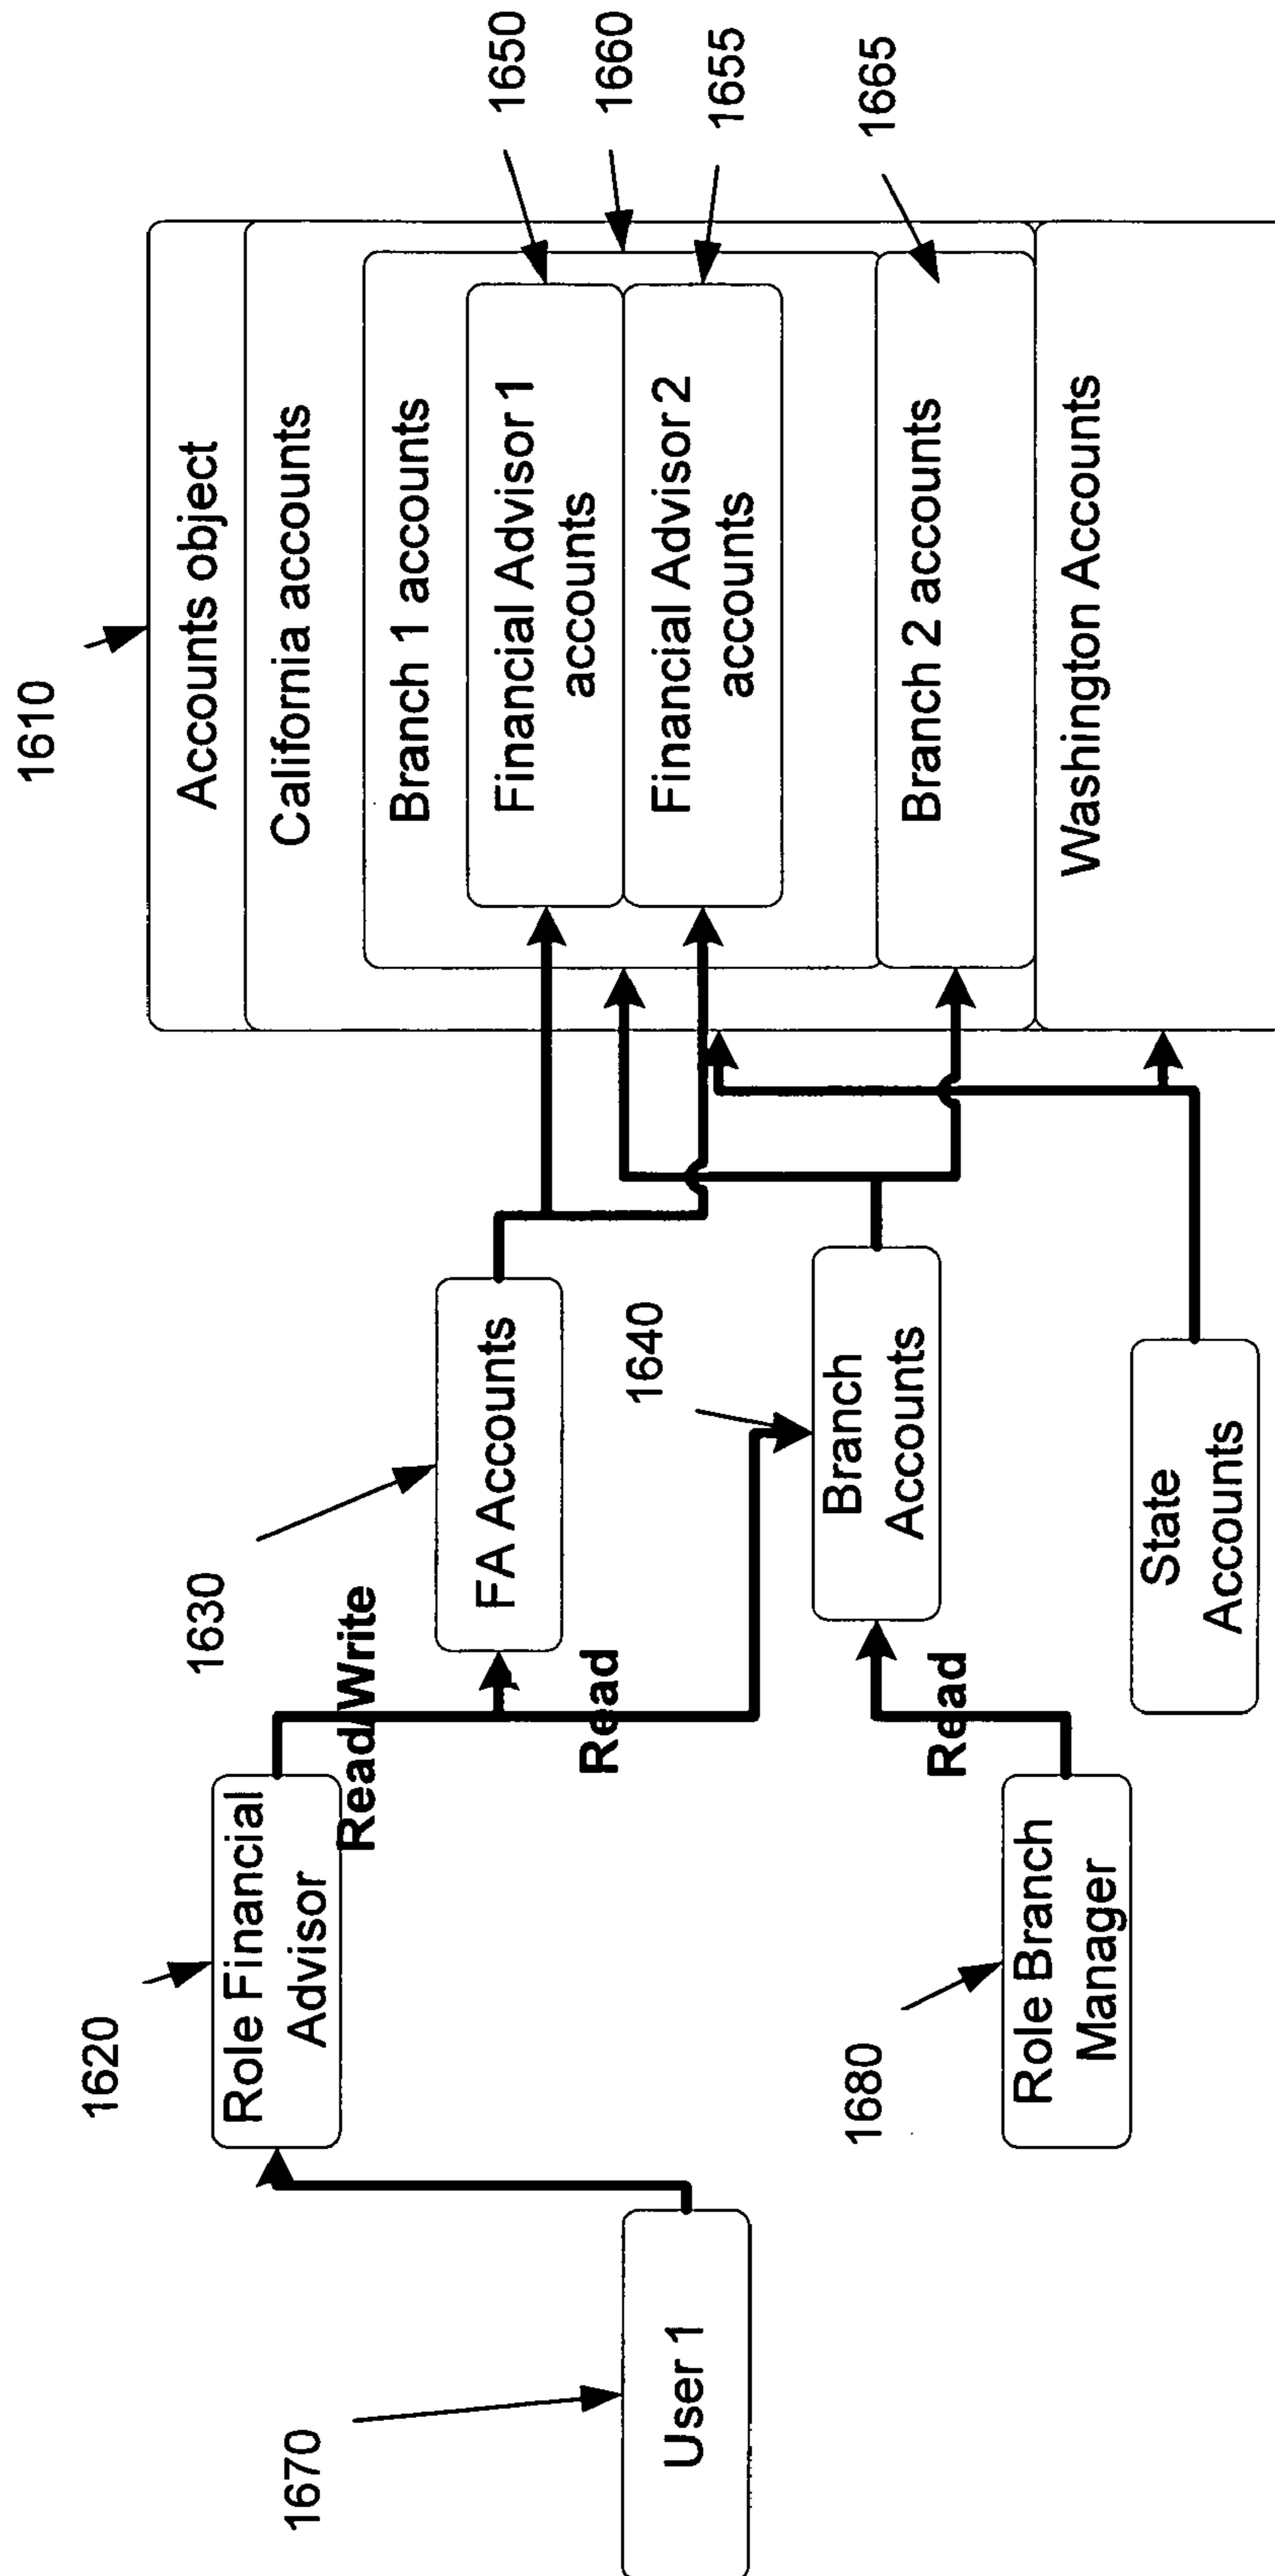 1610
Accounts object
California accounts
Branch 1 accounts
Financial Advisor 1
accounts
Financial Advisor 2
accounts
Branch 2 accounts
Washington Accounts
1650
1660
1655
1665
1630
FA Accounts
1640
Branch
Accounts
State
Accounts
Read/Write
Read
Read
1620
Role Financial
Advisor
1680
Role Branch
Manager
1670
User 1